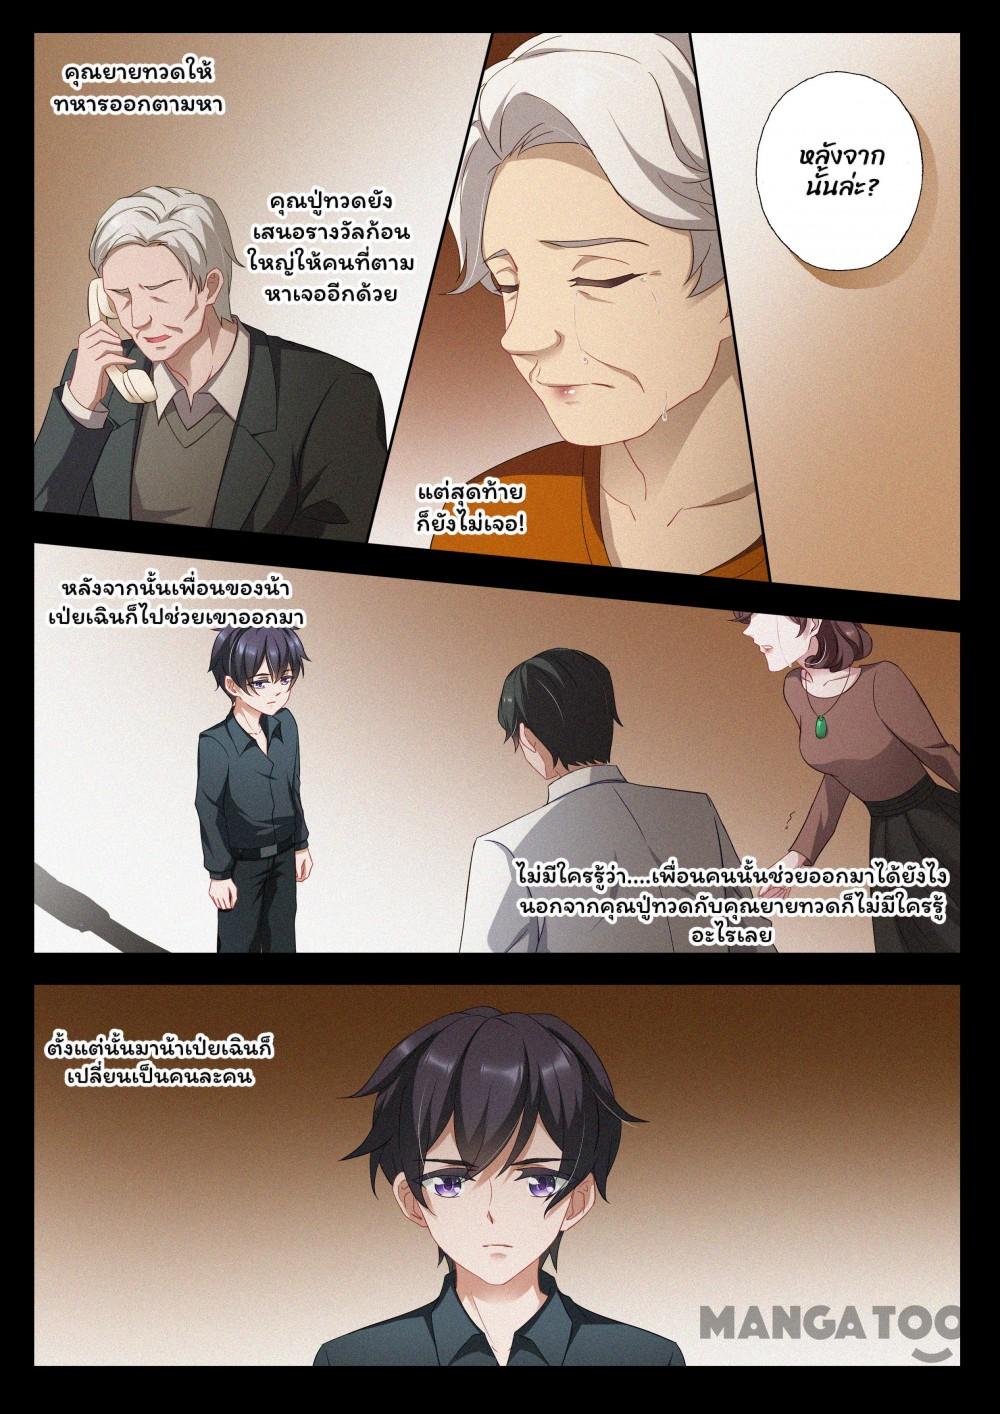 คุณยายทวดให้
ทหารออกตามหา
คุณปู่ทวดยัง
เสนอรางวัลก้อน
ใหญ่ให้คนที่ตาม
หาเจออีกด้วย
หลังจาก
นั้นล่ะ?
แต่สุดท้าย
ก็ยังไม่เจอ!
หลังจากนั้นเพื่อนของน้า
เป่ยเฉินก็ไปช่วยเขาออกมา
ไม่มีใครรู้ว่า....เพื่อนคนนั้นช่วยออกมาได้ยังไง
นอกจากคุณปู่ทวดกับคุณยายทวดก็ไม่มีใครรู้
อะไรเลย
ตั้งแต่นั้นมาน้าเป่ยเฉินก็
เปลี่ยนเป็นคนละคน
MANGATOO